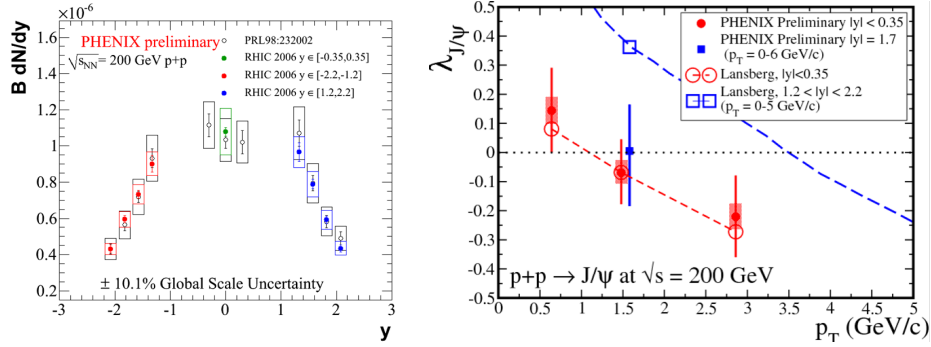 ×10⁻⁶
1.6
1.4
1.2
1
0.8
0.6
0.4
0.2
B dN/dy
PHENIX preliminary
√sNN= 200 GeV p+p
PRL98:232002
RHIC 2006 y ∈ [-0.35,0.35]
RHIC 2006 y ∈ [-2.2,-1.2]
RHIC 2006 y ∈ [1.2,2.2]
± 10.1% Global Scale Uncertainty
-3 -2 -1 0 1 2 3
y
λJ/ψ
0.5
0.4
0.3
0.2
0.1
0
-0.1
-0.2
-0.3
-0.4
-0.5
PHENIX Preliminary |y| < 0.35
PHENIX Preliminary |y| = 1.7
(pT = 0-6 GeV/c)
Lansberg, |y|<0.35
Lansberg, 1.2 < |y| < 2.2
(pT = 0-5 GeV/c)
p+p → J/ψ at √s = 200 GeV
0 0.5 1 1.5 2 2.5 3 3.5 4 4.5 5
pT (GeV/c)